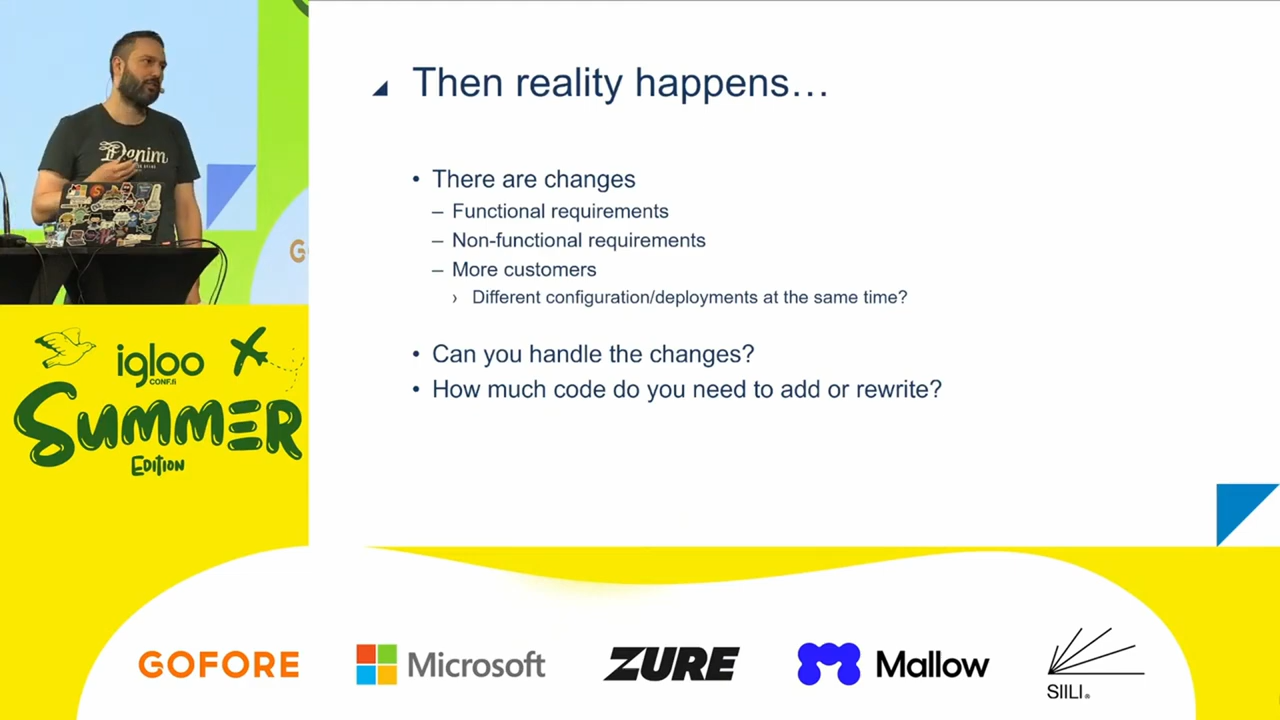 Denim
G
igloo
CONF.fi
SUMMER
EDITION
Then reality happens…
• There are changes
– Functional requirements
– Non-functional requirements
– More customers
› Different configuration/deployments at the same time?
• Can you handle the changes?
• How much code do you need to add or rewrite?
GOFORE
Microsoft
ZURE
Mallow
SIILI®